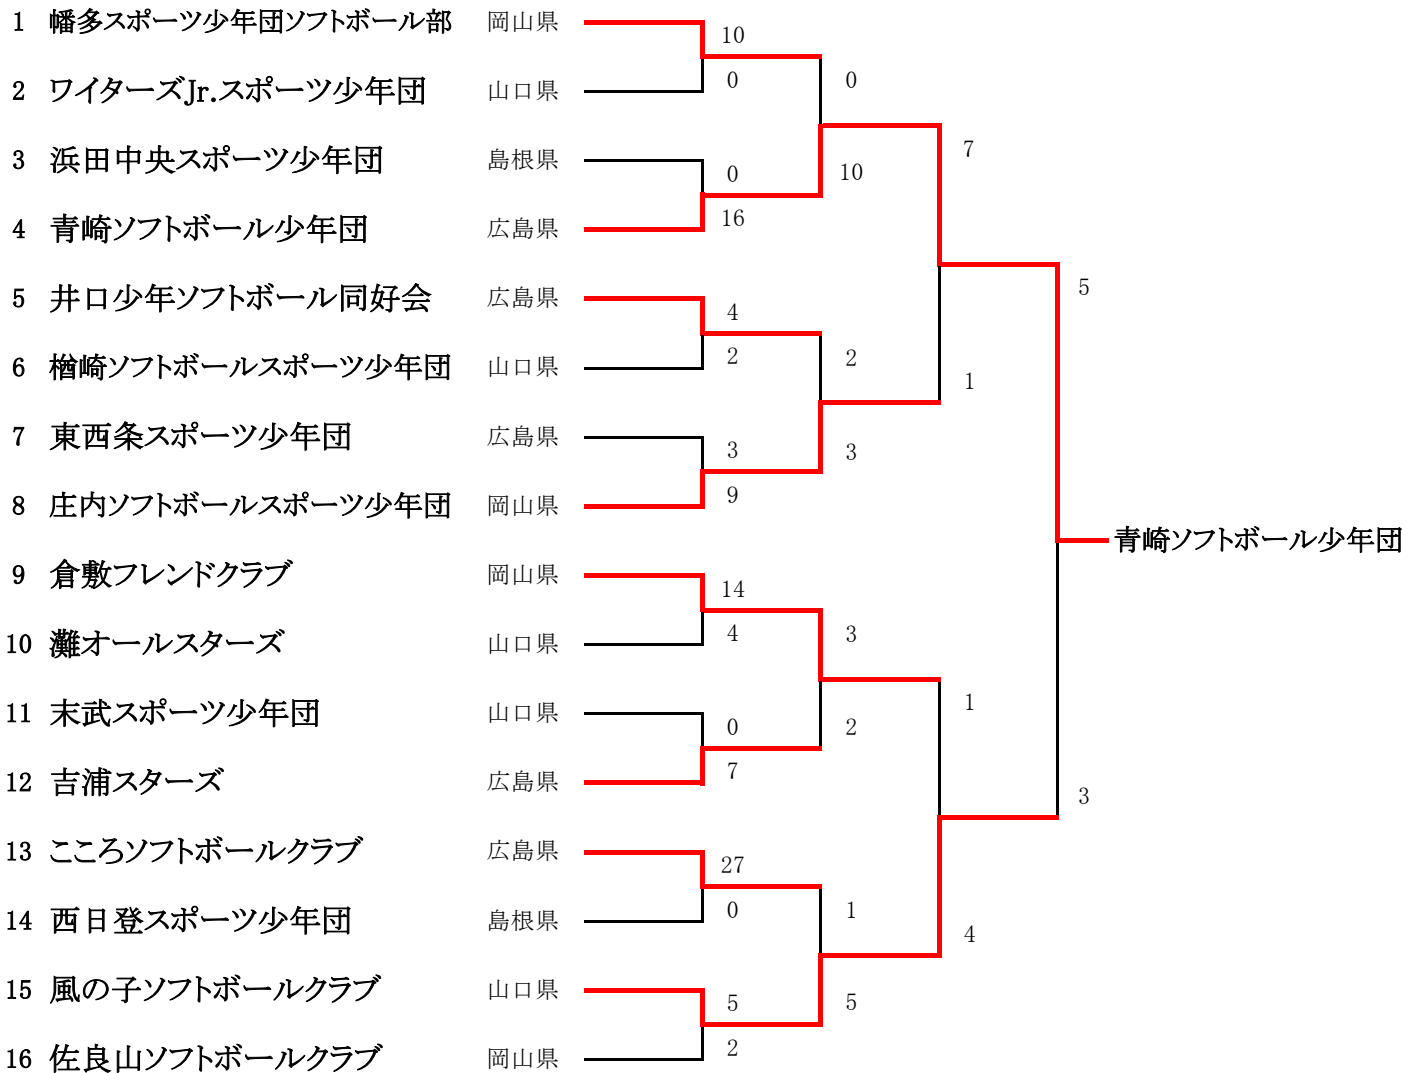 1 幡多スポーツ少年団ソフトボール部 岡山県
10
0
2 ワイターズJr.スポーツ少年団 山口県
0
7
3 浜田中央スポーツ少年団 島根県
0
10
16
4 青崎ソフトボール少年団 広島県
5
5 井口少年ソフトボール同好会 広島県
4
2
2
6 楢崎ソフトボールスポーツ少年団 山口県
1
7 東西条スポーツ少年団 広島県
3
3
9
8 庄内ソフトボールスポーツ少年団 岡山県
青崎ソフトボール少年団
9 倉敷フレンドクラブ 岡山県
14
4
3
10 灘オールスターズ 山口県
1
11 末武スポーツ少年団 山口県
0
2
7
12 吉浦スターズ 広島県
3
13 こころソフトボールクラブ 広島県
27
0
1
14 西日登スポーツ少年団 島根県
4
15 風の子ソフトボールクラブ 山口県
5
5
2
16 佐良山ソフトボールクラブ 岡山県